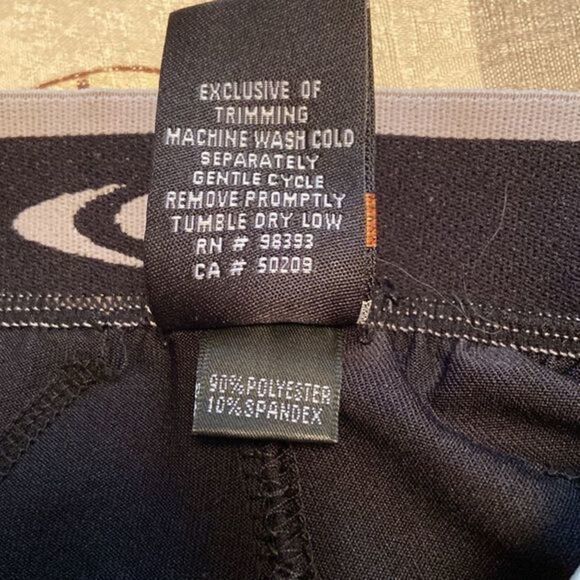 EXCLUSIVE OF
TRIMMING
MACHINE WASH COLD
SEPARATELY
GENTLE CYCLE
REMOVE PROMPTLY
TUMBLE DRY LOW
RN # 98393
CA # 50209
90% POLYESTER
10% SPANDEX